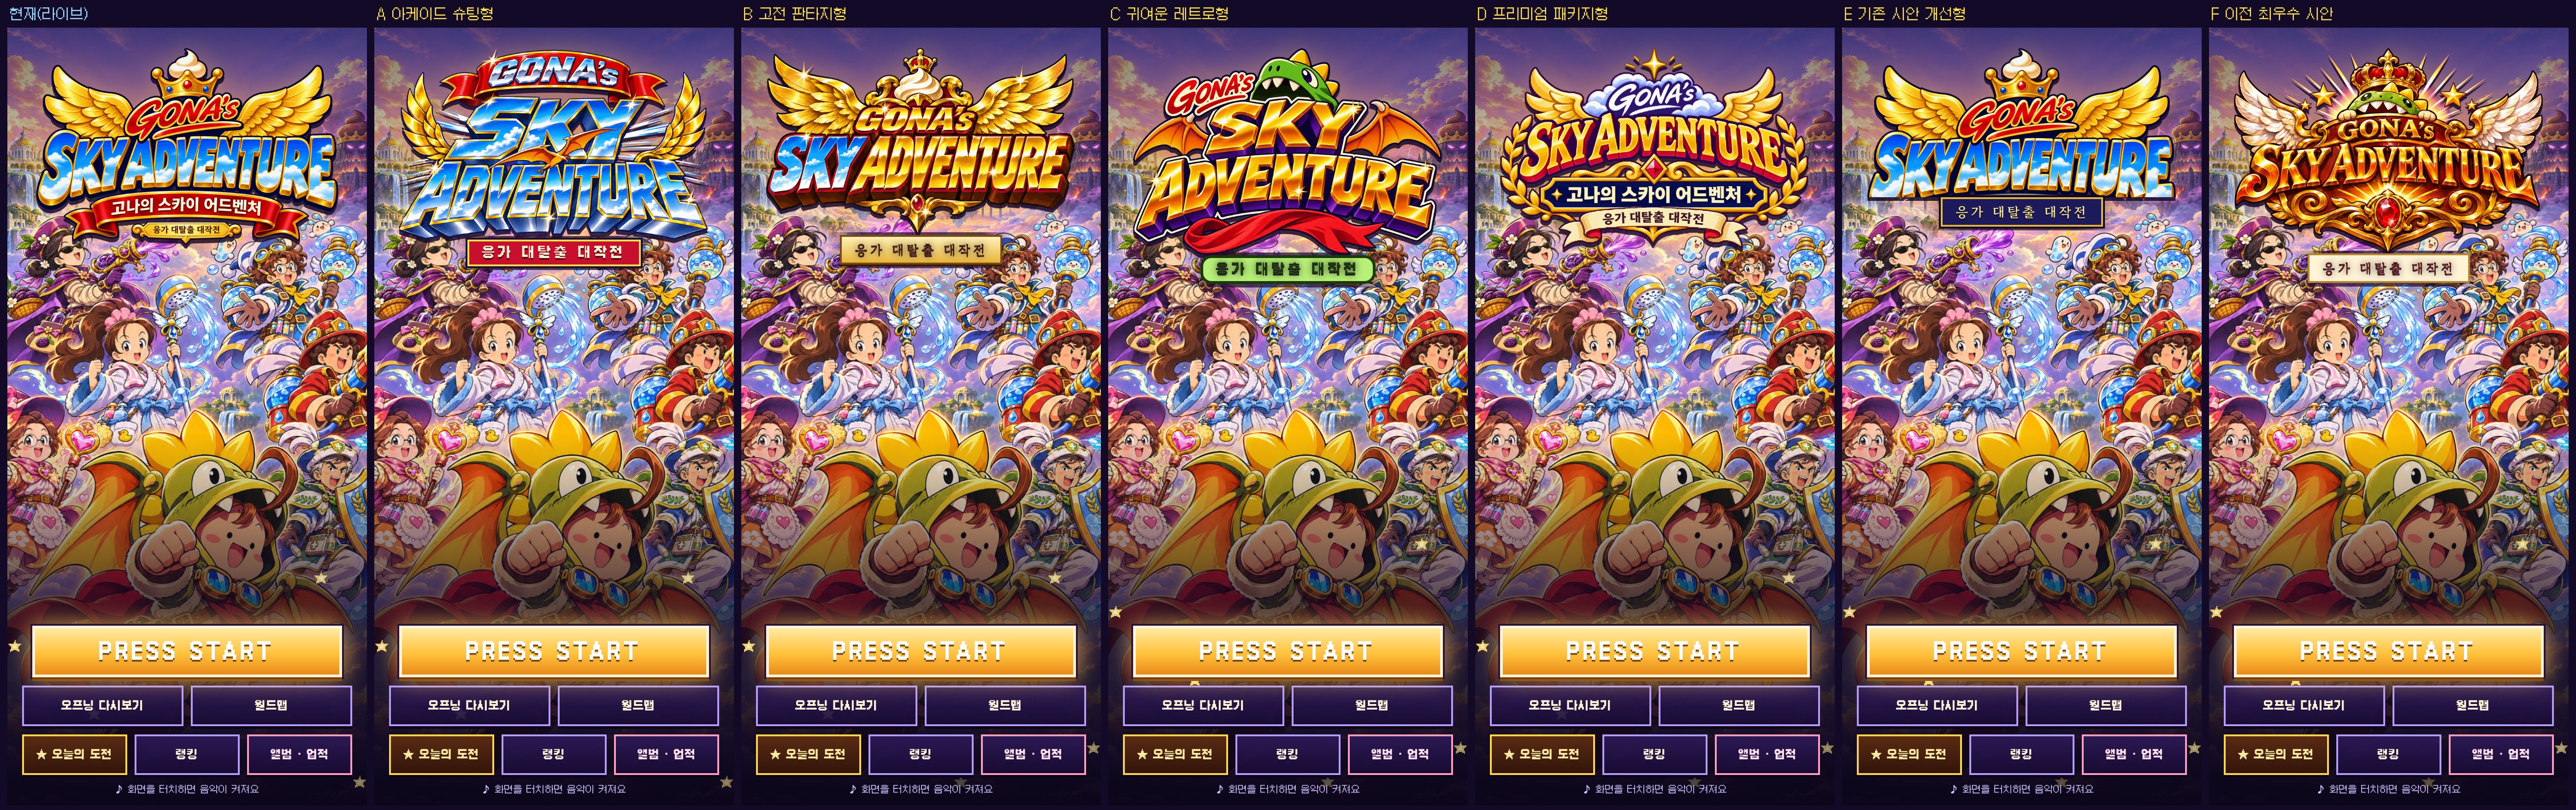 현재(라이브)
GONA's
SKY ADVENTURE
고나의 스카이 어드벤처
응가 대탈출 대작전
PRESS START
오프닝 다시보기
월드맵
★ 오늘의 도전
랭킹
앨범 · 업적
♪ 화면을 터치하면 음악이 켜져요
A 아케이드 슈팅형
GONA's
SKY
ADVENTURE
응가 대탈출 대작전
PRESS START
오프닝 다시보기
월드맵
★ 오늘의 도전
랭킹
앨범 · 업적
♪ 화면을 터치하면 음악이 켜져요
B 고전 판타지형
GONA's
SKY ADVENTURE
응가 대탈출 대작전
PRESS START
오프닝 다시보기
월드맵
★ 오늘의 도전
랭킹
앨범 · 업적
♪ 화면을 터치하면 음악이 켜져요
C 귀여운 레트로형
GONA's
SKY
ADVENTURE
응가 대탈출 대작전
PRESS START
오프닝 다시보기
월드맵
★ 오늘의 도전
랭킹
앨범 · 업적
♪ 화면을 터치하면 음악이 켜져요
D 프리미엄 패키지형
GONA's
SKY ADVENTURE
고나의 스카이 어드벤처
응가 대탈출 대작전
PRESS START
오프닝 다시보기
월드맵
★ 오늘의 도전
랭킹
앨범 · 업적
♪ 화면을 터치하면 음악이 켜져요
E 기존 시안 개선형
GONA's
SKY ADVENTURE
응가 대탈출 대작전
PRESS START
오프닝 다시보기
월드맵
★ 오늘의 도전
랭킹
앨범 · 업적
♪ 화면을 터치하면 음악이 켜져요
F 이전 최우수 시안
GONA's
SKY ADVENTURE
응가 대탈출 대작전
PRESS START
오프닝 다시보기
월드맵
★ 오늘의 도전
랭킹
앨범 · 업적
♪ 화면을 터치하면 음악이 켜져요